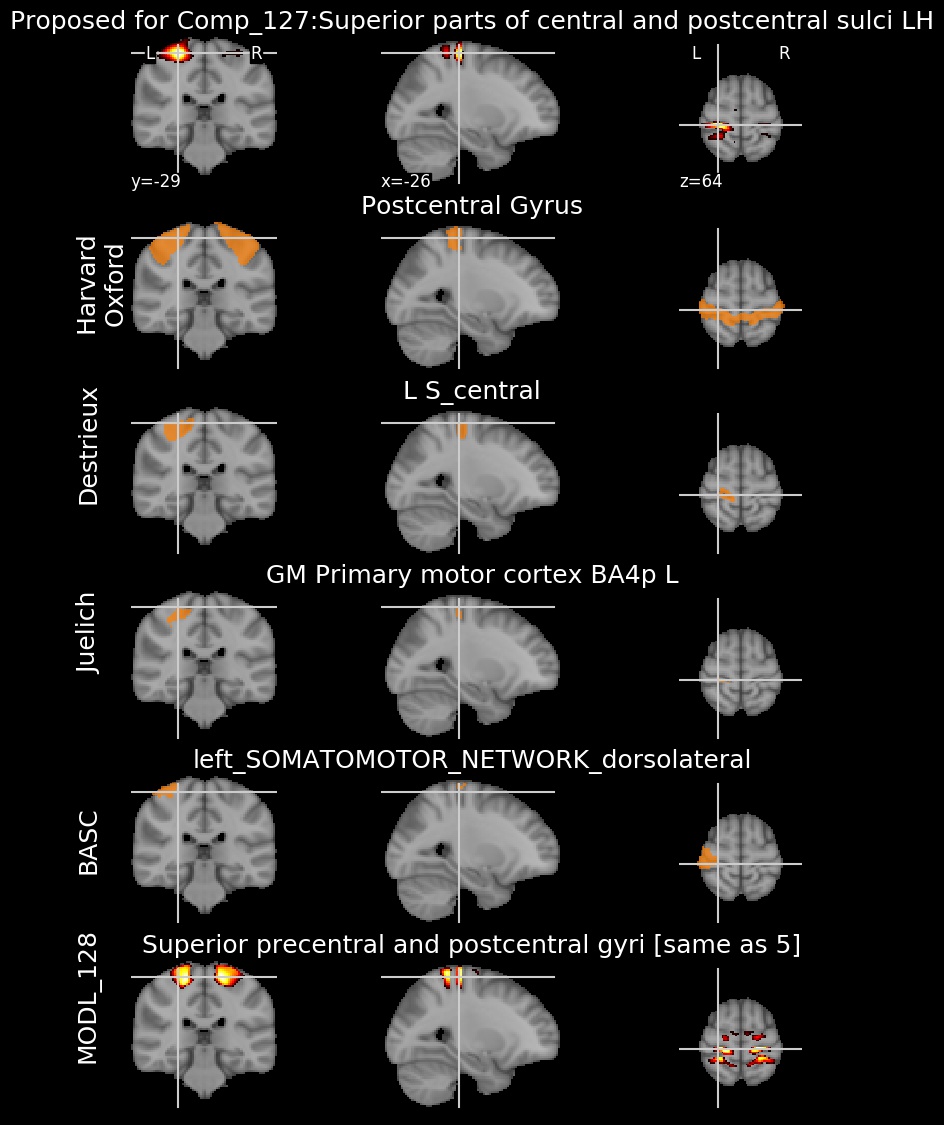 Proposed for Comp_127:Superior parts of central and postcentral sulci LH
L R
L R
y=-29 x=-26 z=64
Postcentral Gyrus
Harvard
Oxford
L S_central
Destrieux
GM Primary motor cortex BA4p L
Juelich
left_SOMATOMOTOR_NETWORK_dorsolateral
BASC
Superior precentral and postcentral gyri [same as 5]
MODL_128